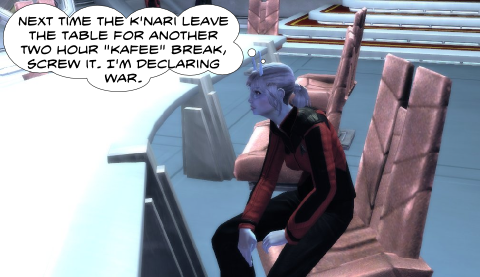 NEXT TIME THE K'NARI LEAVE
THE TABLE FOR ANOTHER
TWO HOUR "KAFEE" BREAK,
SCREW IT. I'M DECLARING
WAR.